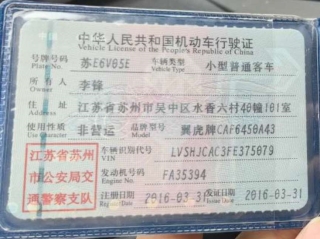 中华人民共和国机动车行驶证
Vehicle License of the People's Republic of China
号牌号码 Plate No. 苏E6V05E 车辆类型 Vehicle Type 小型普通客车
所有人 Owner 李锋
住址 Address 江苏省苏州市吴中区水香六村40幢101室
使用性质 Use Character 非营运 品牌型号 Model 翼虎牌CAF6450A43
江苏省苏州
市公安局交
通警察支队
车辆识别代号 VIN LVSHJCAC3FE375079
发动机号码 Engine No. FA35394
注册日期 Register Date 2016-03-31 发证日期 Issue Date 2016-03-31